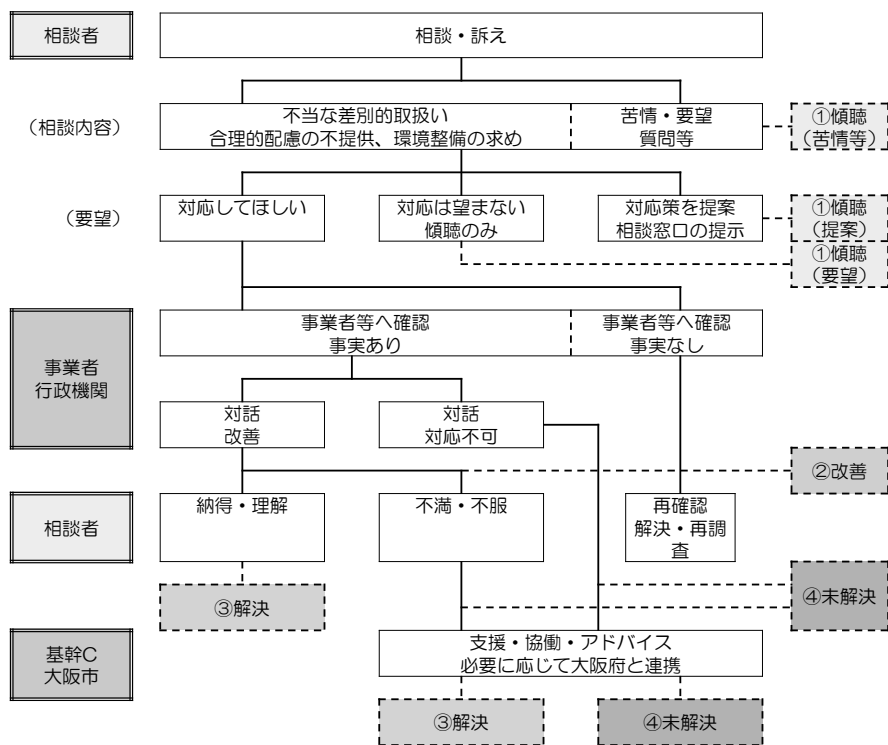 相談者
相談・訴え
（相談内容）
不当な差別的取扱い
合理的配慮の不提供、環境整備の求め
苦情・要望
質問等
①傾聴
（苦情等）
（要望）
対応してほしい
対応は望まない
傾聴のみ
対応策を提案
相談窓口の提示
①傾聴
（提案）
①傾聴
（要望）
事業者
行政機関
事業者等へ確認
事実あり
事業者等へ確認
事実なし
対話
改善
対話
対応不可
②改善
相談者
納得・理解
不満・不服
再確認
解決・再調
査
③解決
④未解決
基幹C
大阪市
支援・協働・アドバイス
必要に応じて大阪府と連携
③解決
④未解決